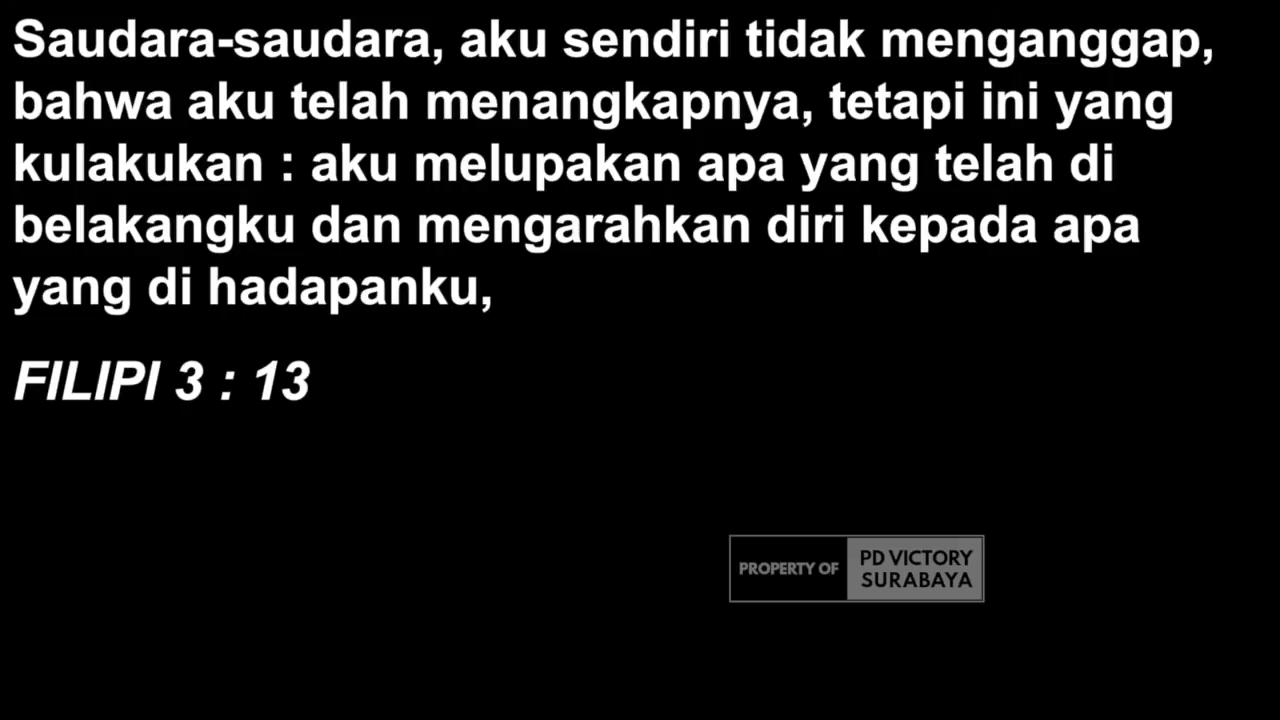 Saudara-saudara, aku sendiri tidak menganggap,
bahwa aku telah menangkapnya, tetapi ini yang
kulakukan : aku melupakan apa yang telah di
belakangku dan mengarahkan diri kepada apa
yang di hadapanku,
FILIPI 3 : 13
PROPERTY OF
PD VICTORY
SURABAYA